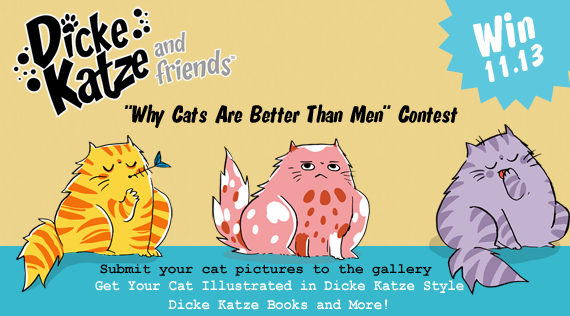 Dicke
Katze
and
friends™
Win
11.13
"Why Cats Are Better Than Men" Contest
Submit your cat pictures to the gallery
Get Your Cat Illustrated in Dicke Katze Style
Dicke Katze Books and More!